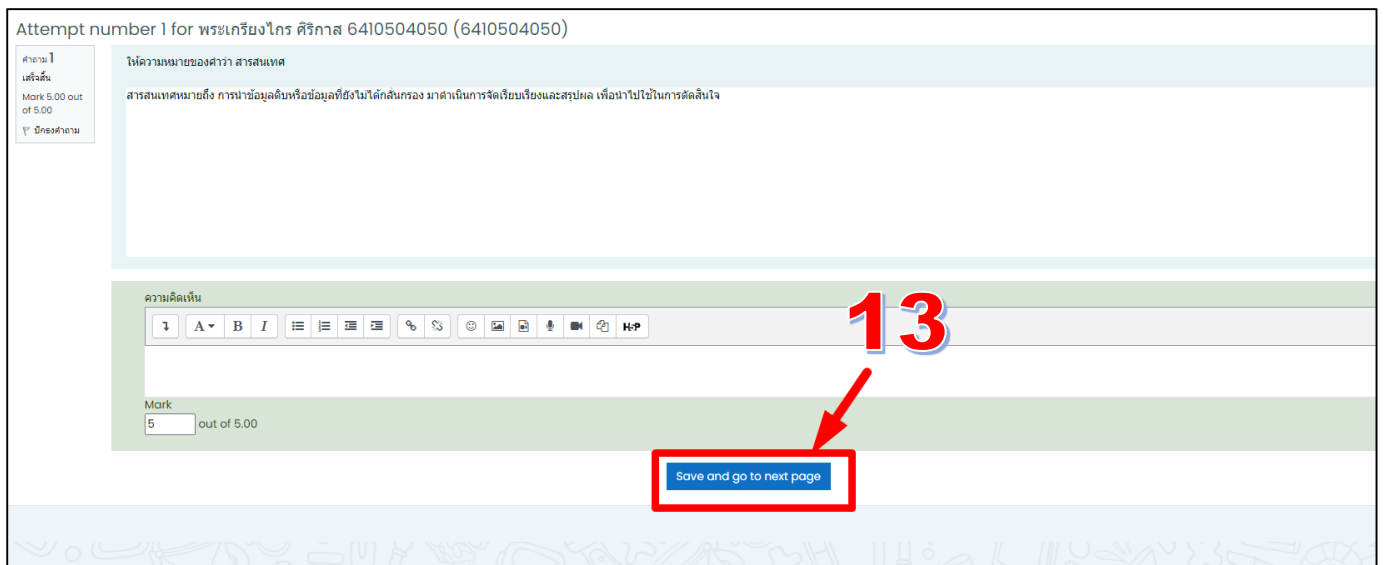 Attempt number 1 for พระเกรียงไกร ศิริกาส 6410504050 (6410504050)
คำถาม 1
เสร็จสิ้น
Mark 5.00 out
of 5.00
ปักธงคำถาม
ให้ความหมายของคำว่า สารสนเทศ
สารสนเทศหมายถึง การนำข้อมูลดิบหรือข้อมูลที่ยังไม่ได้กลั่นกรอง มาดำเนินการจัดเรียบเรียงและสรุปผล เพื่อนำไปใช้ในการตัดสินใจ
ความคิดเห็น
A B I H-P
13
Mark
5 out of 5.00
Save and go to next page